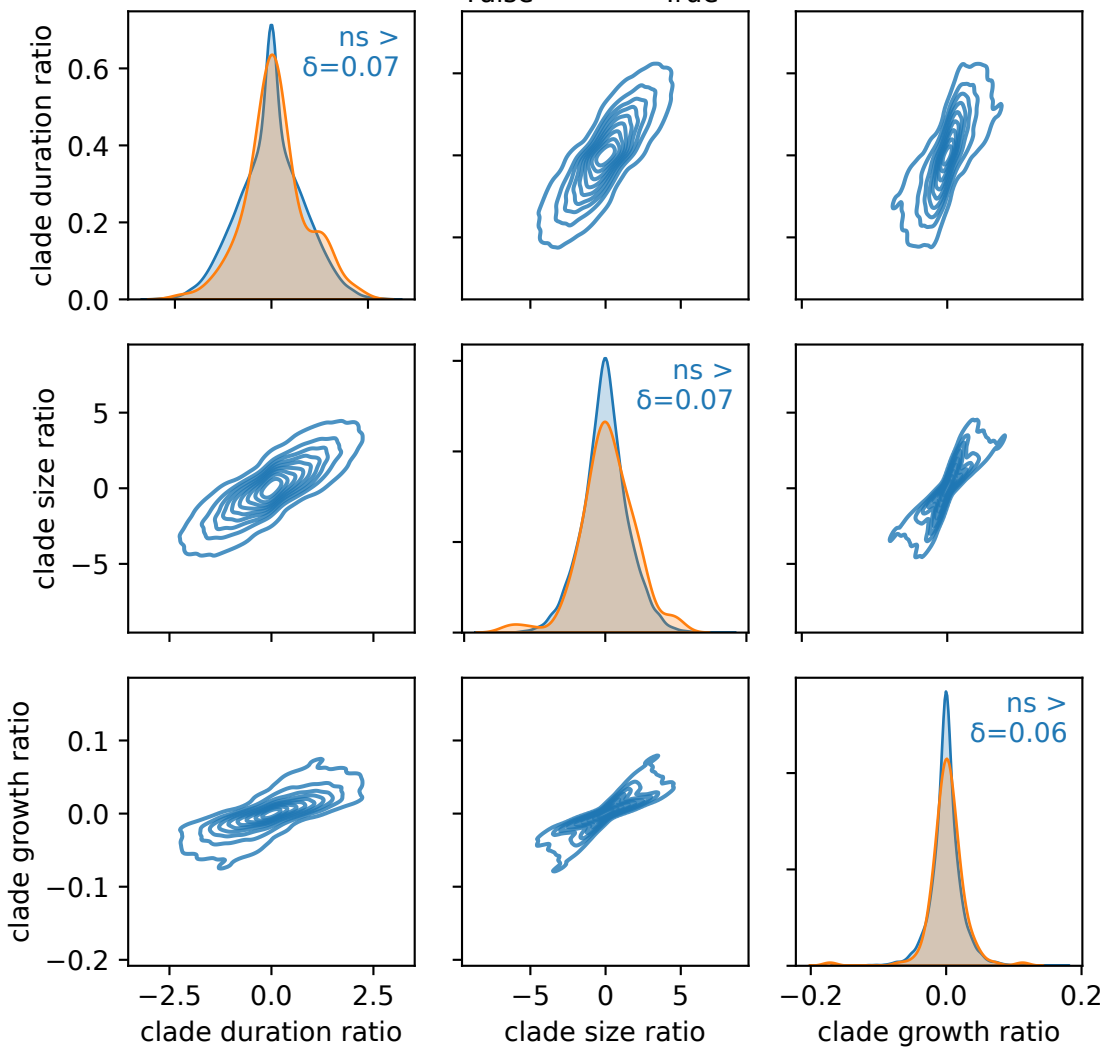 True
clade duration ratio
0.6
0.4
0.2
0.0
ns >
δ=0.07
clade size ratio
5
0
−5
ns >
δ=0.07
clade growth ratio
0.1
0.0
−0.1
−0.2
ns >
δ=0.06
−2.5 0.0 2.5
−5 0 5
−0.2 0.0 0.2
clade duration ratio
clade size ratio
clade growth ratio